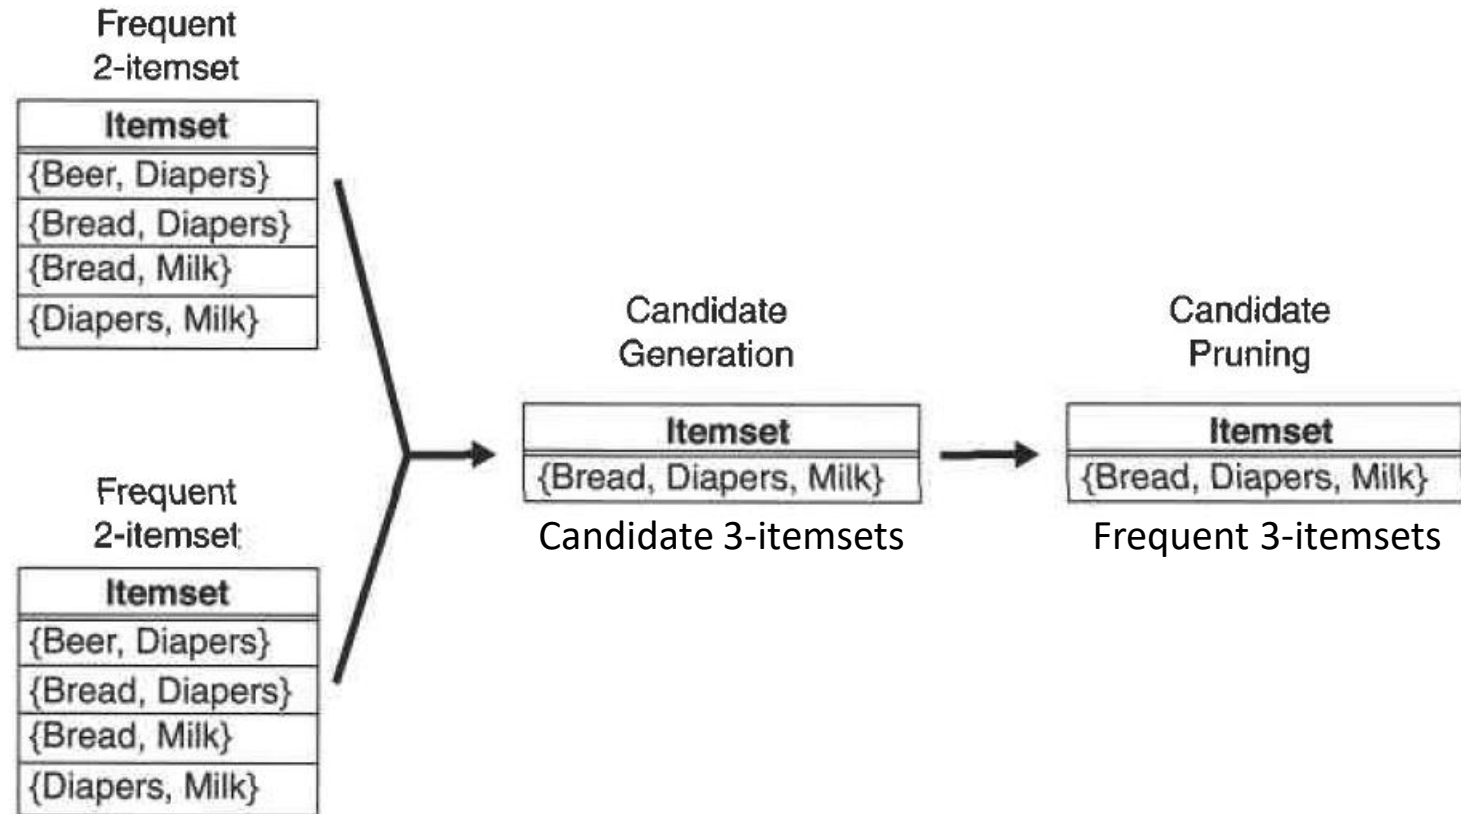 Frequent
2-itemset
Itemset
{Beer, Diapers}
{Bread, Diapers}
{Bread, Milk}
{Diapers, Milk}
Frequent
2-itemset
Itemset
{Beer, Diapers}
{Bread, Diapers}
{Bread, Milk}
{Diapers, Milk}
Candidate
Generation
Itemset
{Bread, Diapers, Milk}
Candidate 3-itemsets
Candidate
Pruning
Itemset
{Bread, Diapers, Milk}
Frequent 3-itemsets